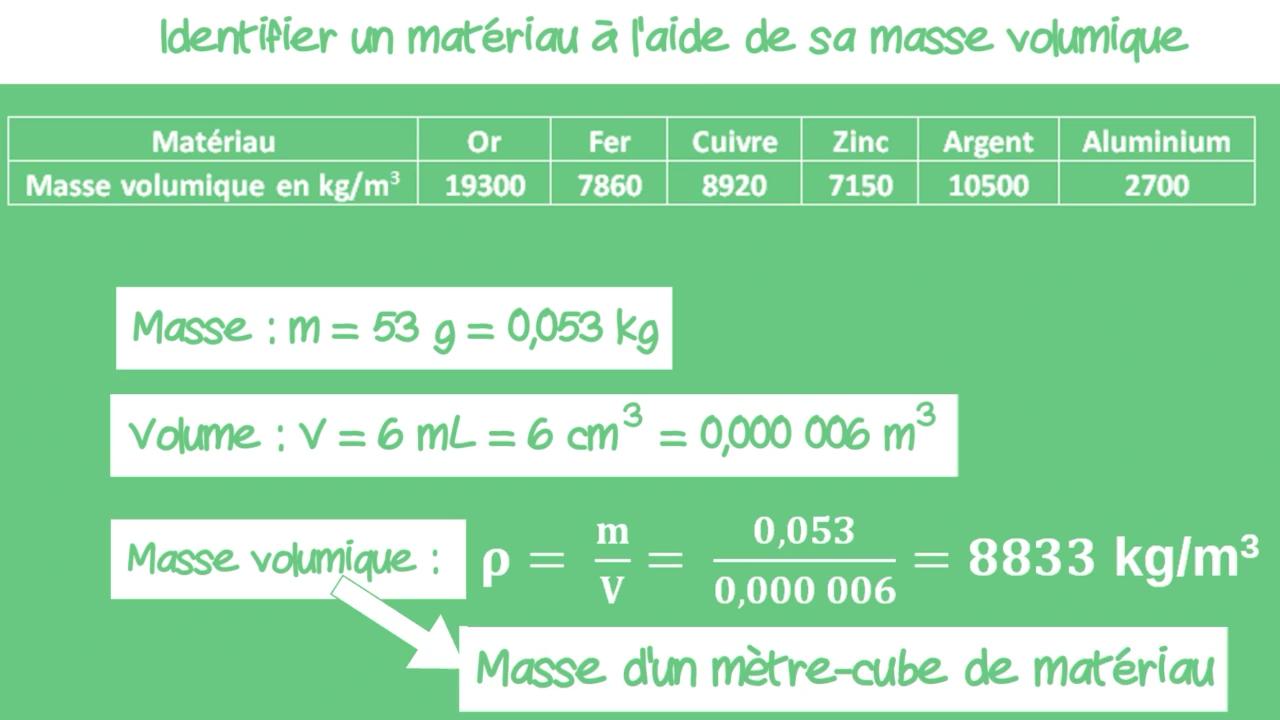 Identifier un matériau à l'aide de sa masse volumique
Matériau Or Fer Cuivre Zinc Argent Aluminium
Masse volumique en kg/m³ 19300 7860 8920 7150 10500 2700
Masse : m = 53 g = 0,053 kg
Volume : V = 6 mL = 6 cm³ = 0,000 006 m³
Masse volumique : ρ = m/V = 0,053/0,000 006 = 8833 kg/m³
Masse d'un mètre-cube de matériau